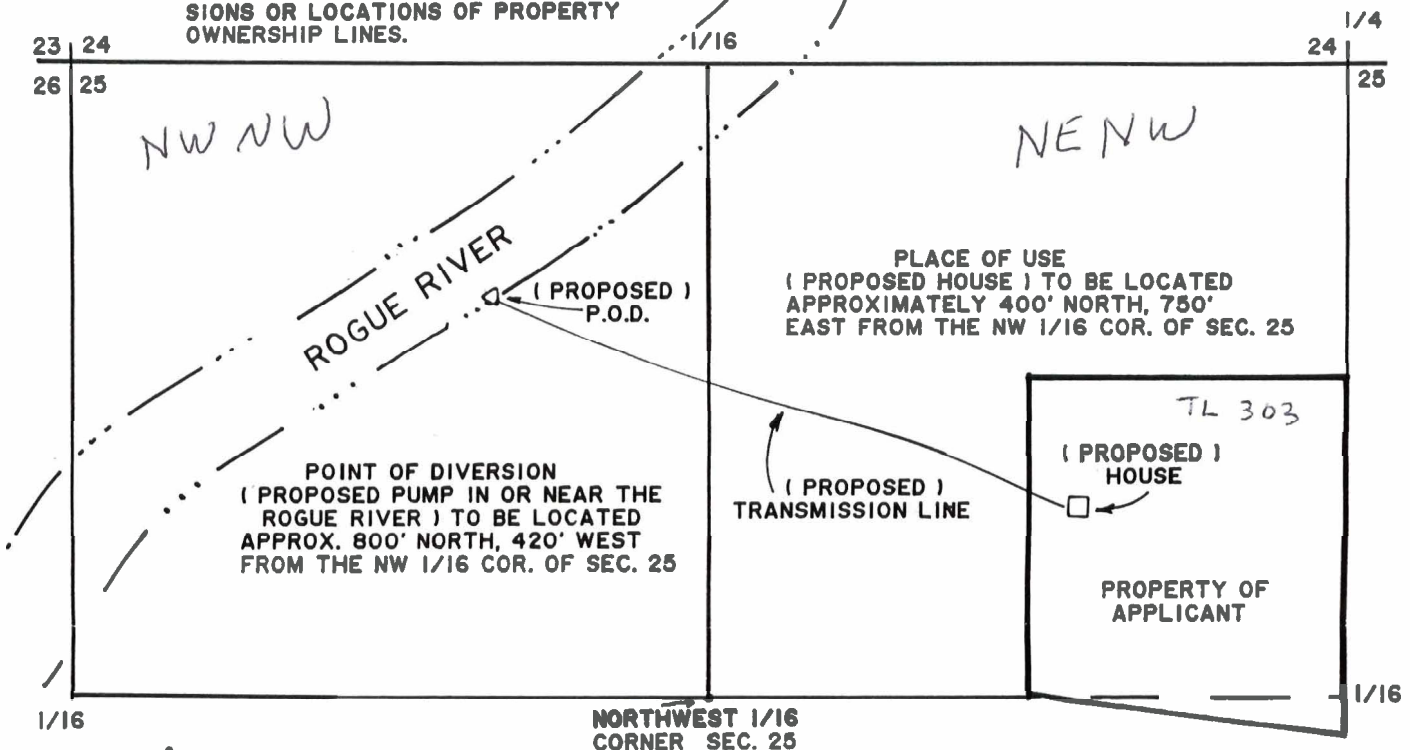 SIONS OR LOCATIONS OF PROPERTY
OWNERSHIP LINES.
1/4
23 24
1/16
24
26 25
25
NW NW
NE NW
ROGUE RIVER
( PROPOSED )
P.O.D.
PLACE OF USE
( PROPOSED HOUSE ) TO BE LOCATED
APPROXIMATELY 400' NORTH, 750'
EAST FROM THE NW 1/16 COR. OF SEC. 25
TL 303
( PROPOSED )
HOUSE
POINT OF DIVERSION
( PROPOSED PUMP IN OR NEAR THE
ROGUE RIVER ) TO BE LOCATED
APPROX. 800' NORTH, 420' WEST
FROM THE NW 1/16 COR. OF SEC. 25
( PROPOSED )
TRANSMISSION LINE
PROPERTY OF
APPLICANT
1/16
NORTHWEST 1/16
CORNER SEC. 25
1/16